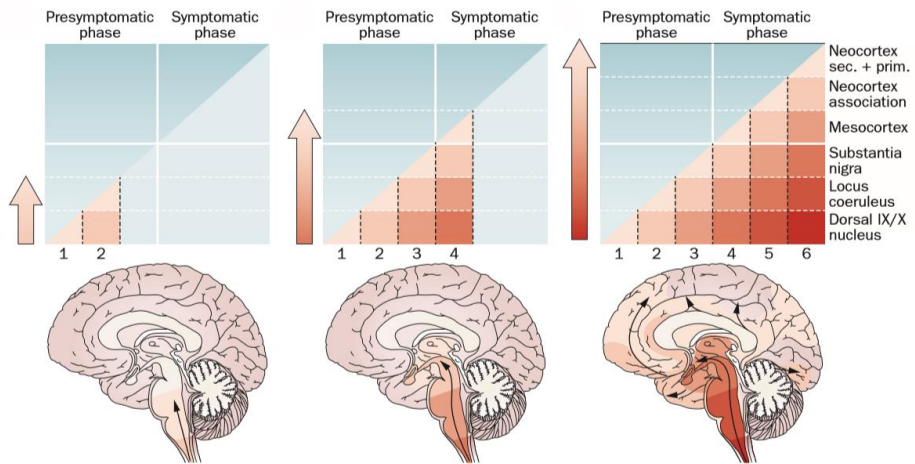 Presymptomatic
phase
Symptomatic
phase
1 2
Presymptomatic
phase
Symptomatic
phase
1 2 3 4
Presymptomatic
phase
Symptomatic
phase
Neocortex
sec. + prim.
Neocortex
association
Mesocortex
Substantia
nigra
Locus
coeruleus
Dorsal IX/X
nucleus
1 2 3 4 5 6